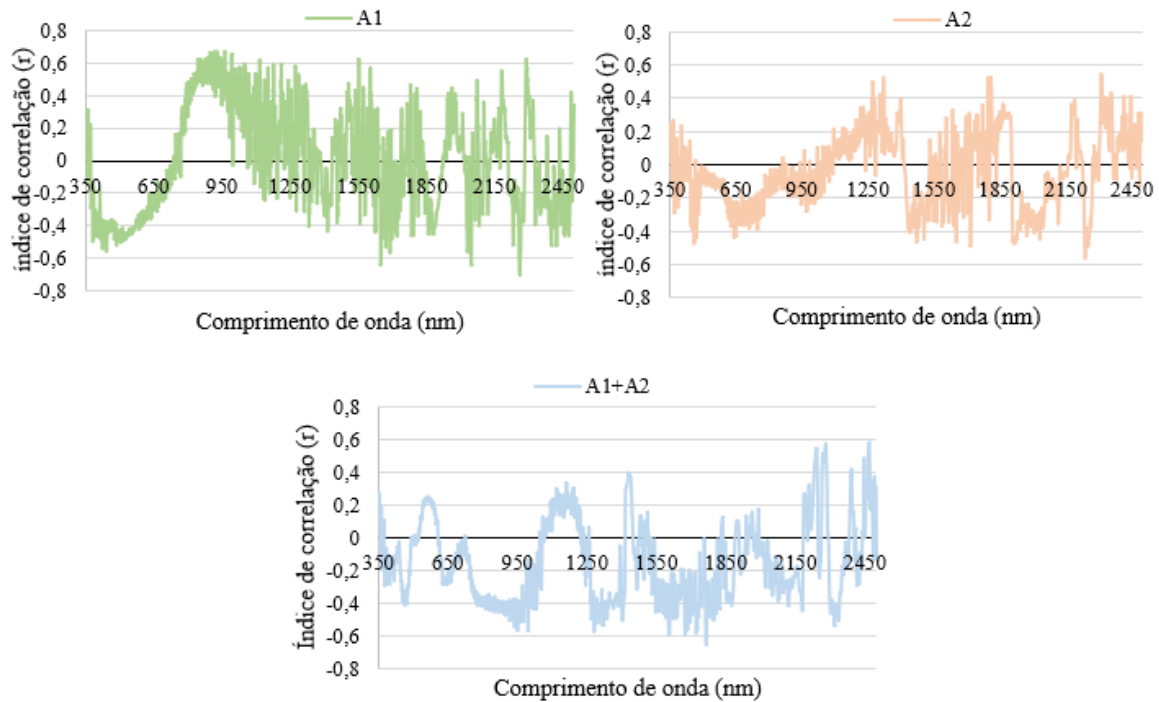 A1
índice de correlação (r)
0,8
0,6
0,4
0,2
0
-0,2
-0,4
-0,6
-0,8
350 650 950 1250 1550 1850 2150 2450
Comprimento de onda (nm)
A2
índice de correlação (r)
0,8
0,6
0,4
0,2
0
-0,2
-0,4
-0,6
-0,8
350 650 950 1250 1550 1850 2150 2450
Comprimento de onda (nm)
A1+A2
Índice de correlação (r)
0,8
0,6
0,4
0,2
0
-0,2
-0,4
-0,6
-0,8
350 650 950 1250 1550 1850 2150 2450
Comprimento de onda (nm)